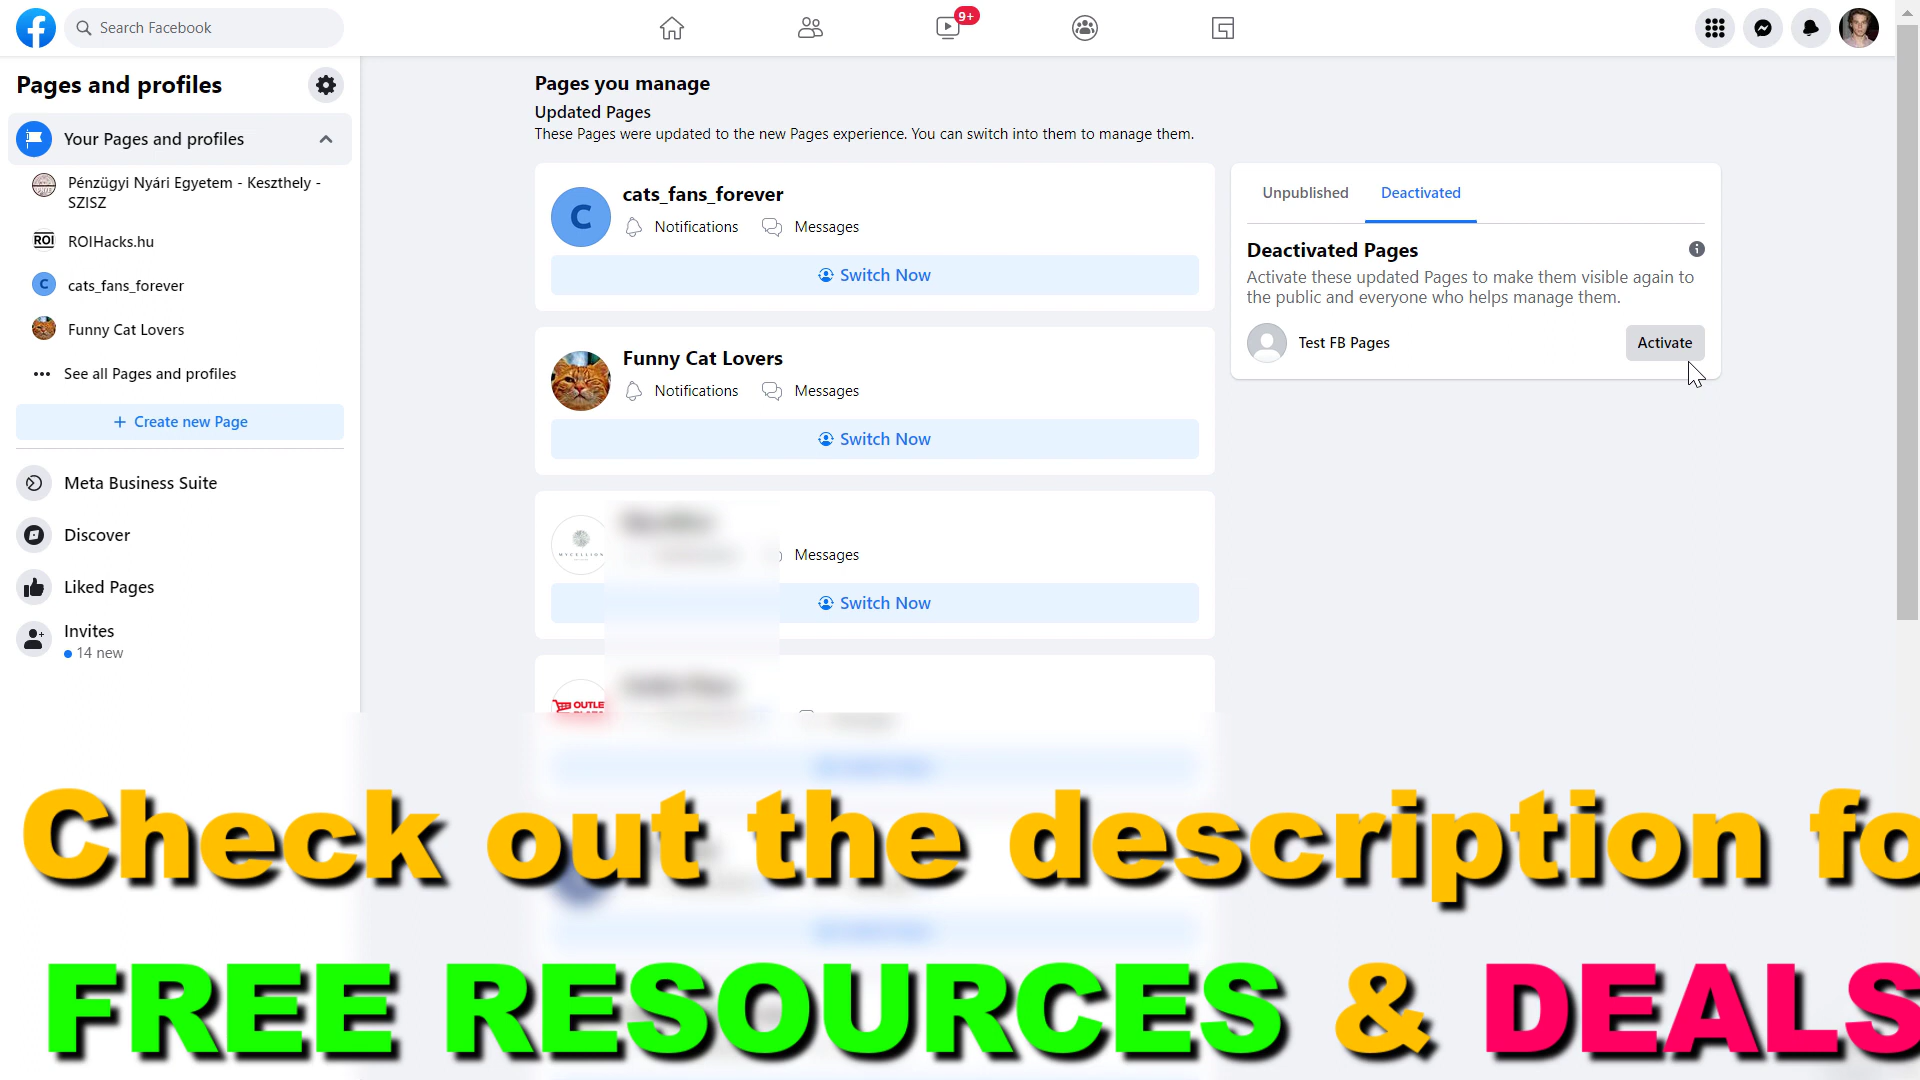 Search Facebook
9+
Pages and profiles
Your Pages and profiles
Pénzügyi Nyári Egyetem - Keszthely -
SZISZ
ROI
ROIHacks.hu
C
cats_fans_forever
Funny Cat Lovers
See all Pages and profiles
+ Create new Page
Meta Business Suite
Discover
Liked Pages
Invites
14 new
Pages you manage
Updated Pages
These Pages were updated to the new Pages experience. You can switch into them to manage them.
C
cats_fans_forever
Notifications
Messages
Switch Now
Funny Cat Lovers
Notifications
Messages
Switch Now
Messages
Switch Now
OUTLE
Unpublished
Deactivated
Deactivated Pages
Activate these updated Pages to make them visible again to
the public and everyone who helps manage them.
Test FB Pages
Activate
Check out the description fo
FREE RESOURCES & DEALS